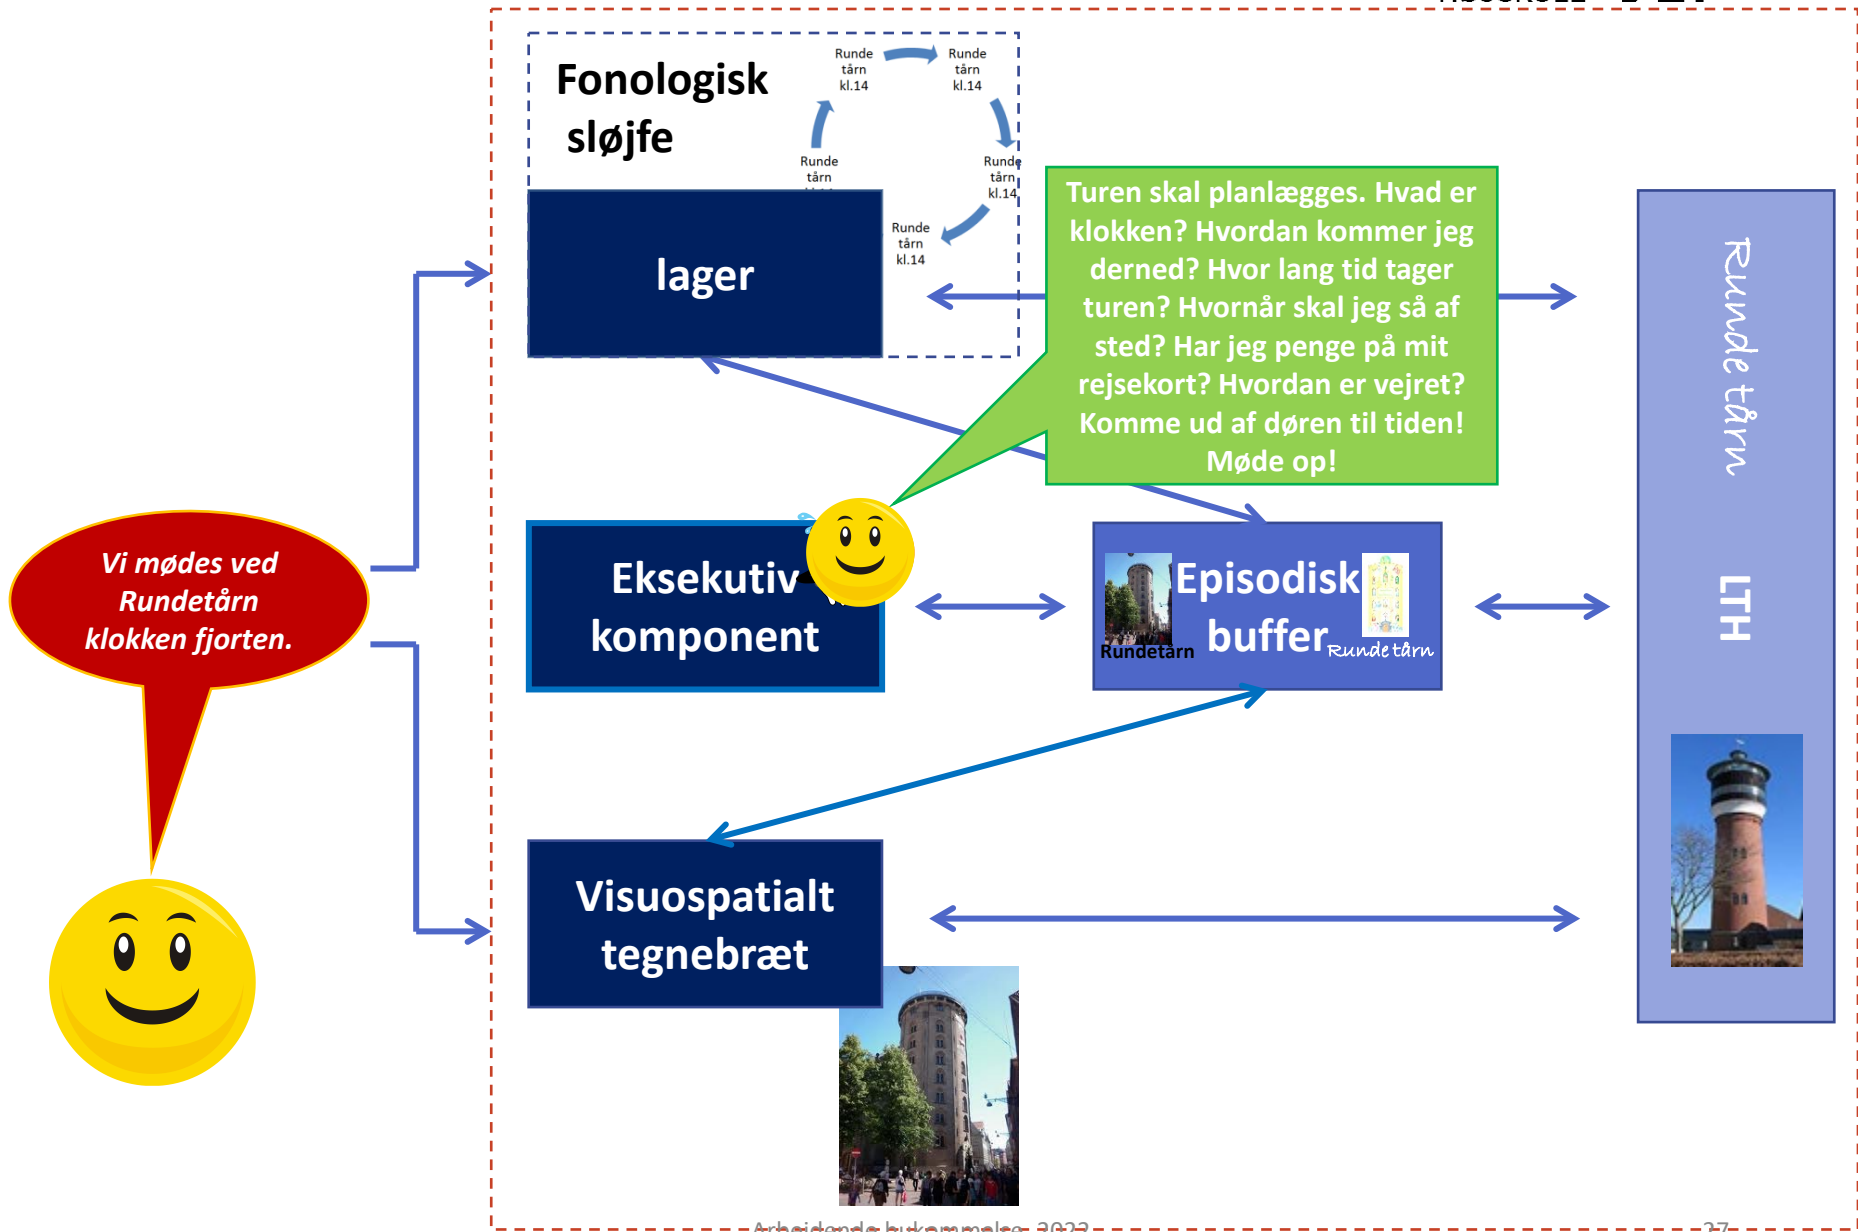 Fonologisk
sløjfe
Runde
tårn
kl.14
Runde
tårn
kl.14
Runde
tårn
kl.14
Runde
tårn
kl.14
Runde
tårn
lager
Turen skal planlægges. Hvad er
klokken? Hvordan kommer jeg
derned? Hvor lang tid tager
turen? Hvornår skal jeg så af
sted? Har jeg penge på mit
rejsekort? Hvordan er vejret?
Komme ud af døren til tiden!
Møde op!
Vi mødes ved
Rundetårn
klokken fjorten.
Eksekutiv
komponent
Episodisk
buffer
Rundetårn
Runde tårn
Visuospatialt
tegnebræt
Runde tårn
LTH
Arbejdende hukommelse, 2022
27